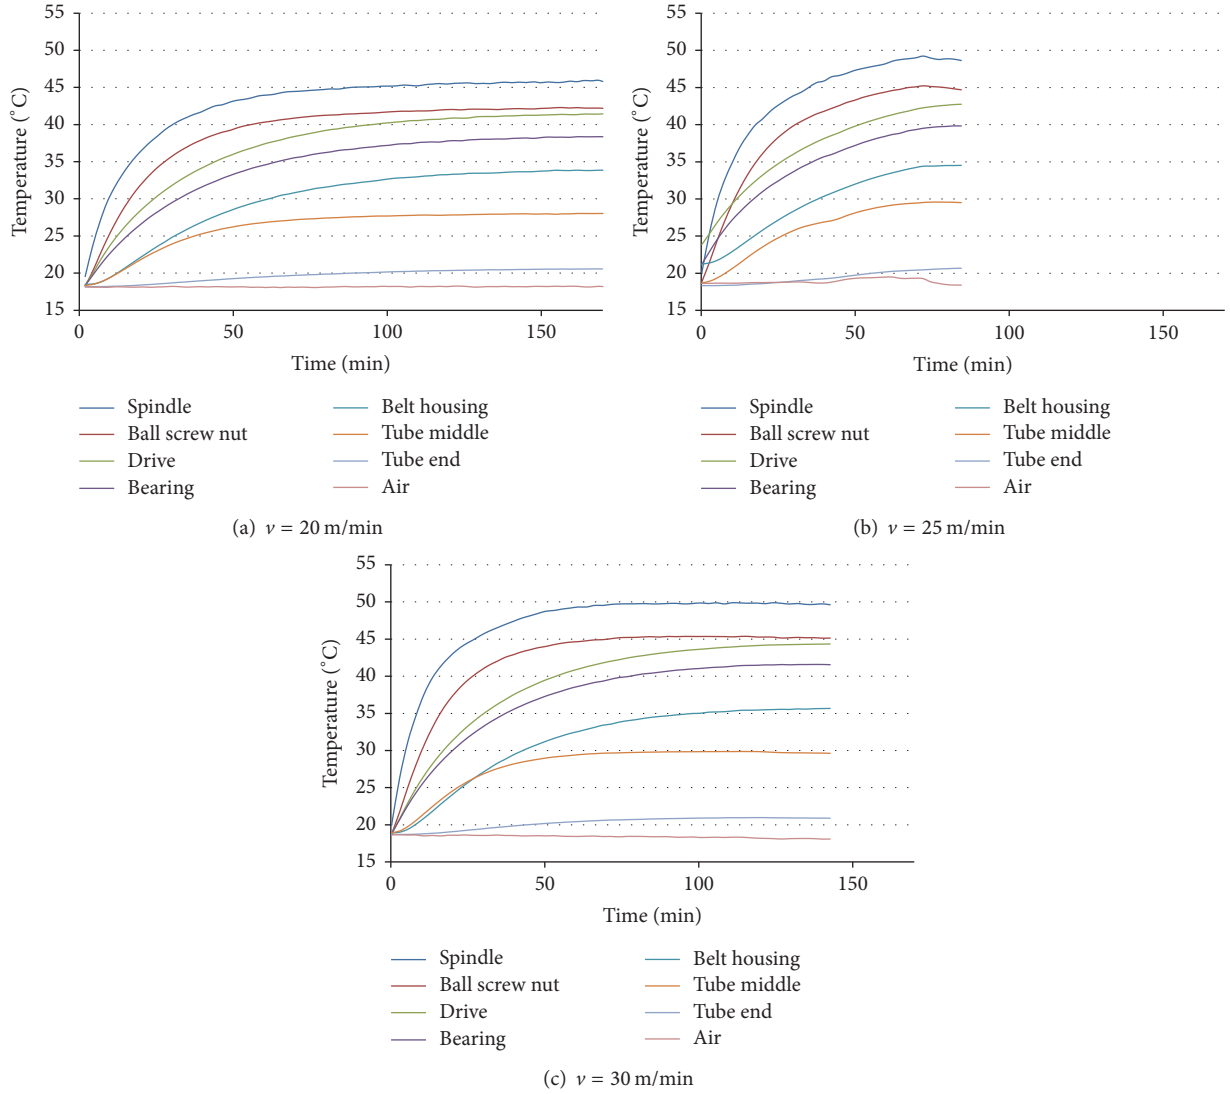 55
50
45
40
35
30
25
20
15
Temperature (°C)
0 50 100 150
Time (min)
Spindle
Ball screw nut
Drive
Bearing
Belt housing
Tube middle
Tube end
Air
(a) v = 20 m/min
55
50
45
40
35
30
25
20
15
Temperature (°C)
0 50 100 150
Time (min)
Spindle
Ball screw nut
Drive
Bearing
Belt housing
Tube middle
Tube end
Air
(b) v = 25 m/min
55
50
45
40
35
30
25
20
15
Temperature (°C)
0 50 100 150
Time (min)
Spindle
Ball screw nut
Drive
Bearing
Belt housing
Tube middle
Tube end
Air
(c) v = 30 m/min